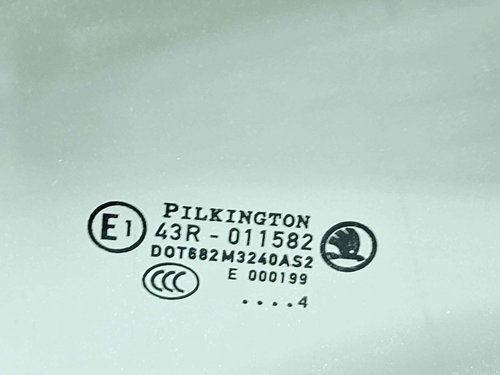 PILKINGTON
E1 43R - 011582
DOT682M3240AS2
CCC E 000199
....4